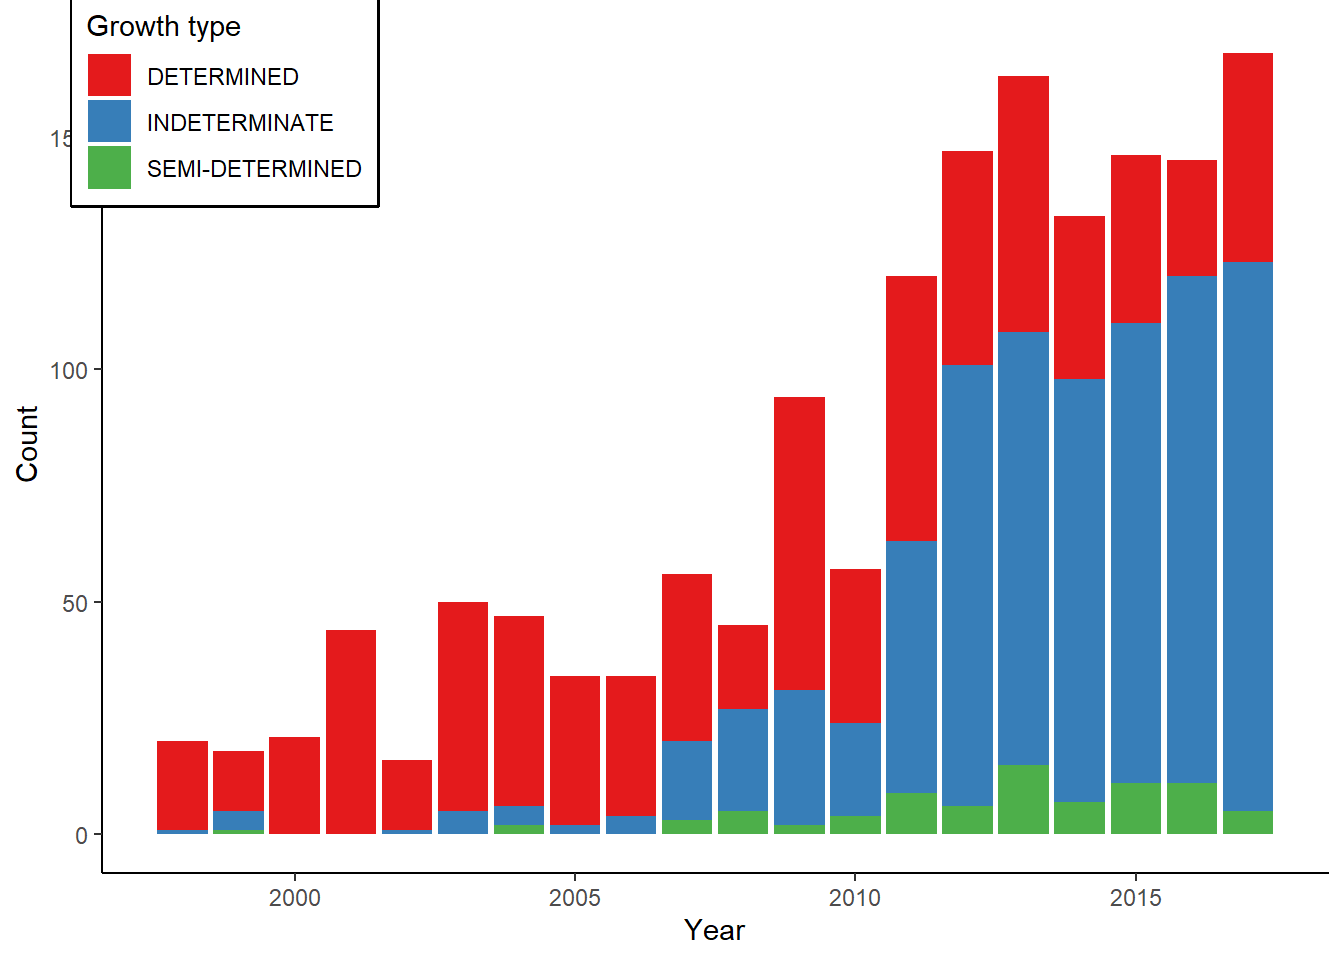 Growth type
DETERMINED
INDETERMINATE
SEMI-DETERMINED
100
50
0
Count
2000
2005
2010
2015
Year